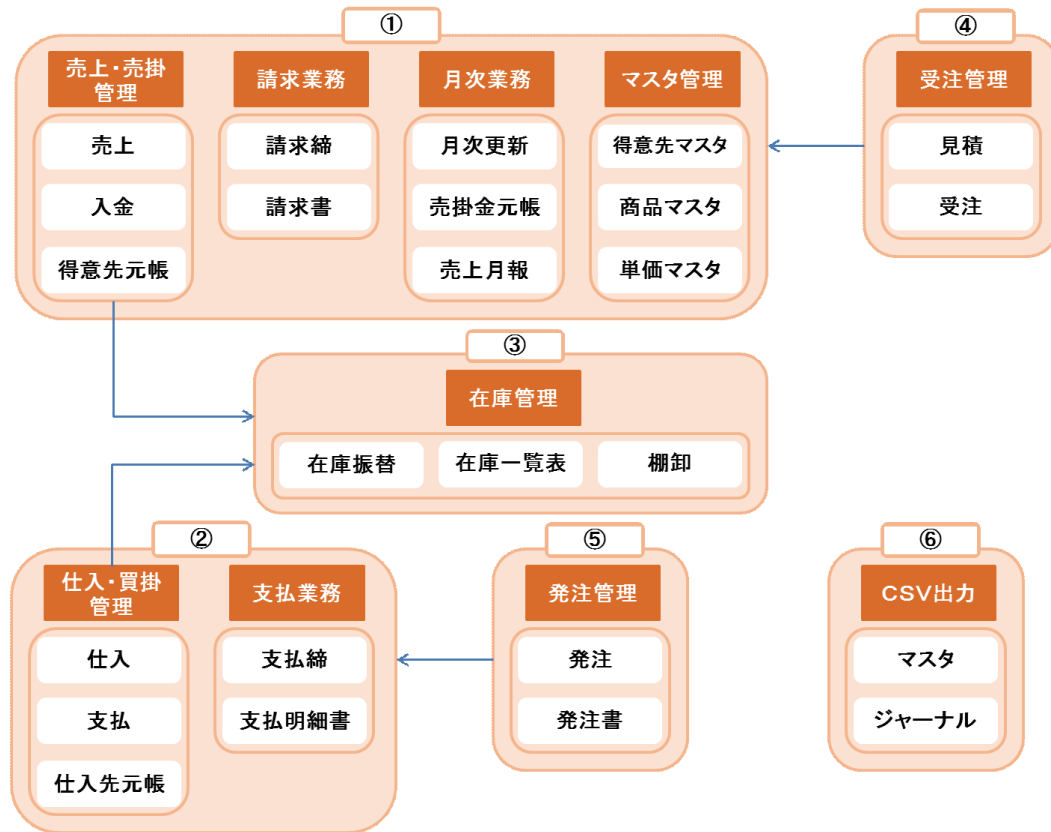 ①
売上・売掛
管理
売上
入金
得意先元帳
請求業務
請求締
請求書
月次業務
月次更新
売掛金元帳
売上月報
マスタ管理
得意先マスタ
商品マスタ
単価マスタ
④
受注管理
見積
受注
③
在庫管理
在庫振替
在庫一覧表
棚卸
②
仕入・買掛
管理
仕入
支払
仕入先元帳
支払業務
支払締
支払明細書
⑤
発注管理
発注
発注書
⑥
CSV出力
マスタ
ジャーナル